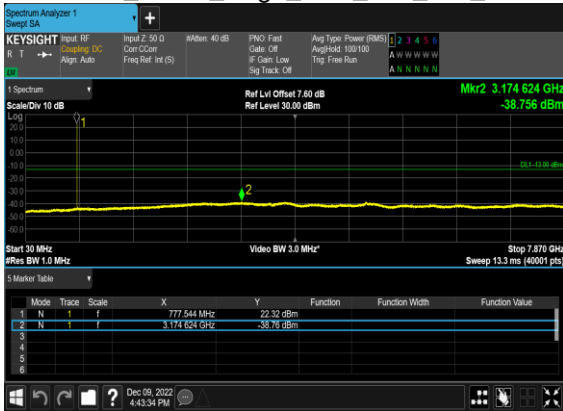 Spectrum Analyzer 1
Swept SA
KEYSIGHT Input: RF Input Z: 50 Ω #Atten: 40 dB PNO: Fast Avg Type: Power (RMS) 1 2 3 4 5 6
R T Coupling: DC Corr CCorr Gate: Off Avg|Hold: 100/100 A W W W W W
Align: Auto Freq Ref: Int (S) IF Gain: Low Trig: Free Run
LXI Sig Track: Off A N N N N N
1 Spectrum Ref Lvl Offset 7.60 dB Mkr2 3.174 624 GHz
Scale/Div 10 dB Ref Level 30.00 dBm -38.756 dBm
Log
20.0 1
10.0
0.00
-10.0 DL1 -13.00 dBm
-20.0
-30.0 2
-40.0
-50.0
-60.0
Start 30 MHz Video BW 3.0 MHz* Stop 7.870 GHz
#Res BW 1.0 MHz Sweep 13.3 ms (40001 pts)
5 Marker Table
Mode Trace Scale X Y Function Function Width Function Value
1 N 1 f 777.544 MHz 22.32 dBm
2 N 1 f 3.174 624 GHz -38.76 dBm
3
4
5
6
? Dec 09, 2022
4:43:34 PM